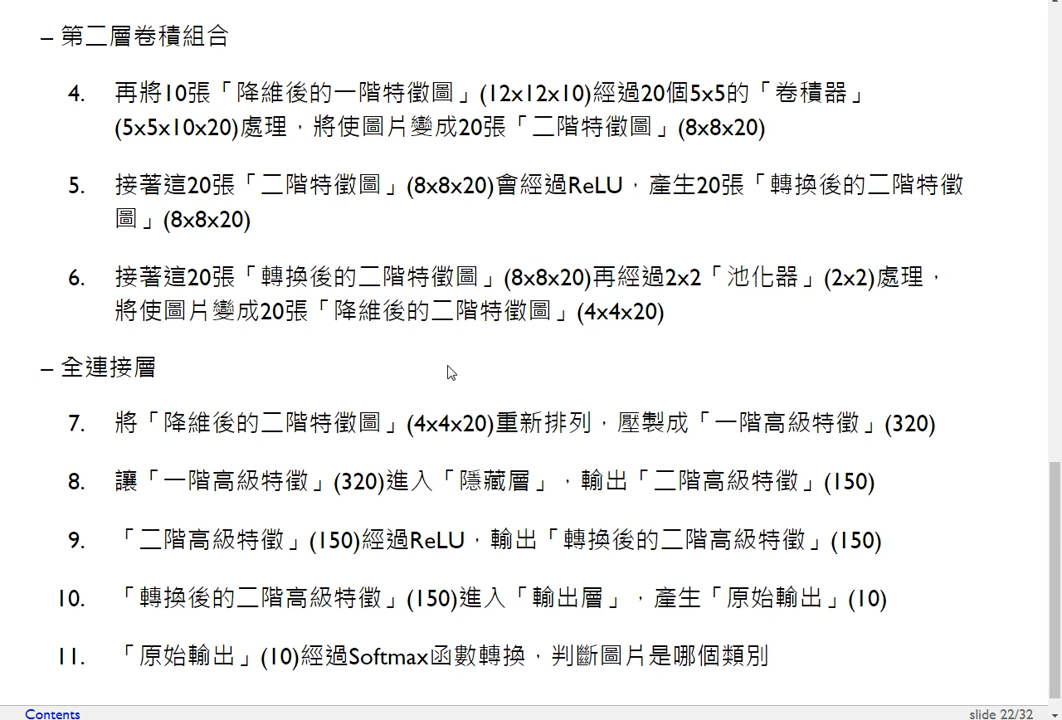 – 第二層卷積組合
4. 再將10張「降維後的一階特徵圖」(12x12x10)經過20個5x5的「卷積器」
(5x5x10x20)處理，將使圖片變成20張「二階特徵圖」(8x8x20)
5. 接著這20張「二階特徵圖」(8x8x20)會經過ReLU，產生20張「轉換後的二階特徵
圖」(8x8x20)
6. 接著這20張「轉換後的二階特徵圖」(8x8x20)再經過2x2「池化器」(2x2)處理，
將使圖片變成20張「降維後的二階特徵圖」(4x4x20)
– 全連接層
7. 將「降維後的二階特徵圖」(4x4x20)重新排列，壓製成「一階高級特徵」(320)
8. 讓「一階高級特徵」(320)進入「隱藏層」，輸出「二階高級特徵」(150)
9. 「二階高級特徵」(150)經過ReLU，輸出「轉換後的二階高級特徵」(150)
10. 「轉換後的二階高級特徵」(150)進入「輸出層」，產生「原始輸出」(10)
11. 「原始輸出」(10)經過Softmax函數轉換，判斷圖片是哪個類別
Contents
slide 22/32